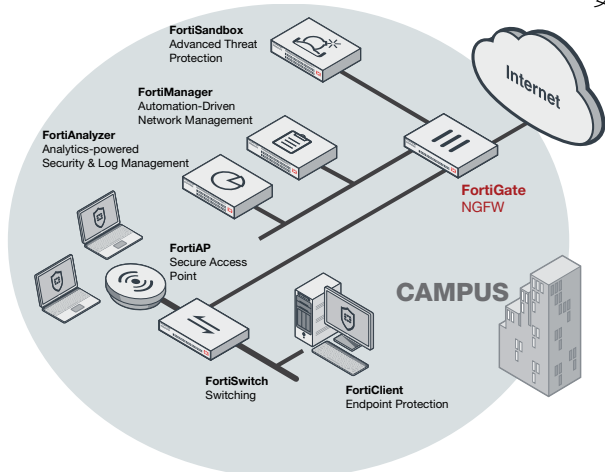 FortiSandbox
Advanced Threat
Protection
Internet
FortiManager
Automation-Driven
Network Management
FortiAnalyzer
Analytics-powered
Security & Log Management
FortiGate
NGFW
FortiAP
Secure Access
Point
CAMPUS
FortiSwitch
Switching
FortiClient
Endpoint Protection